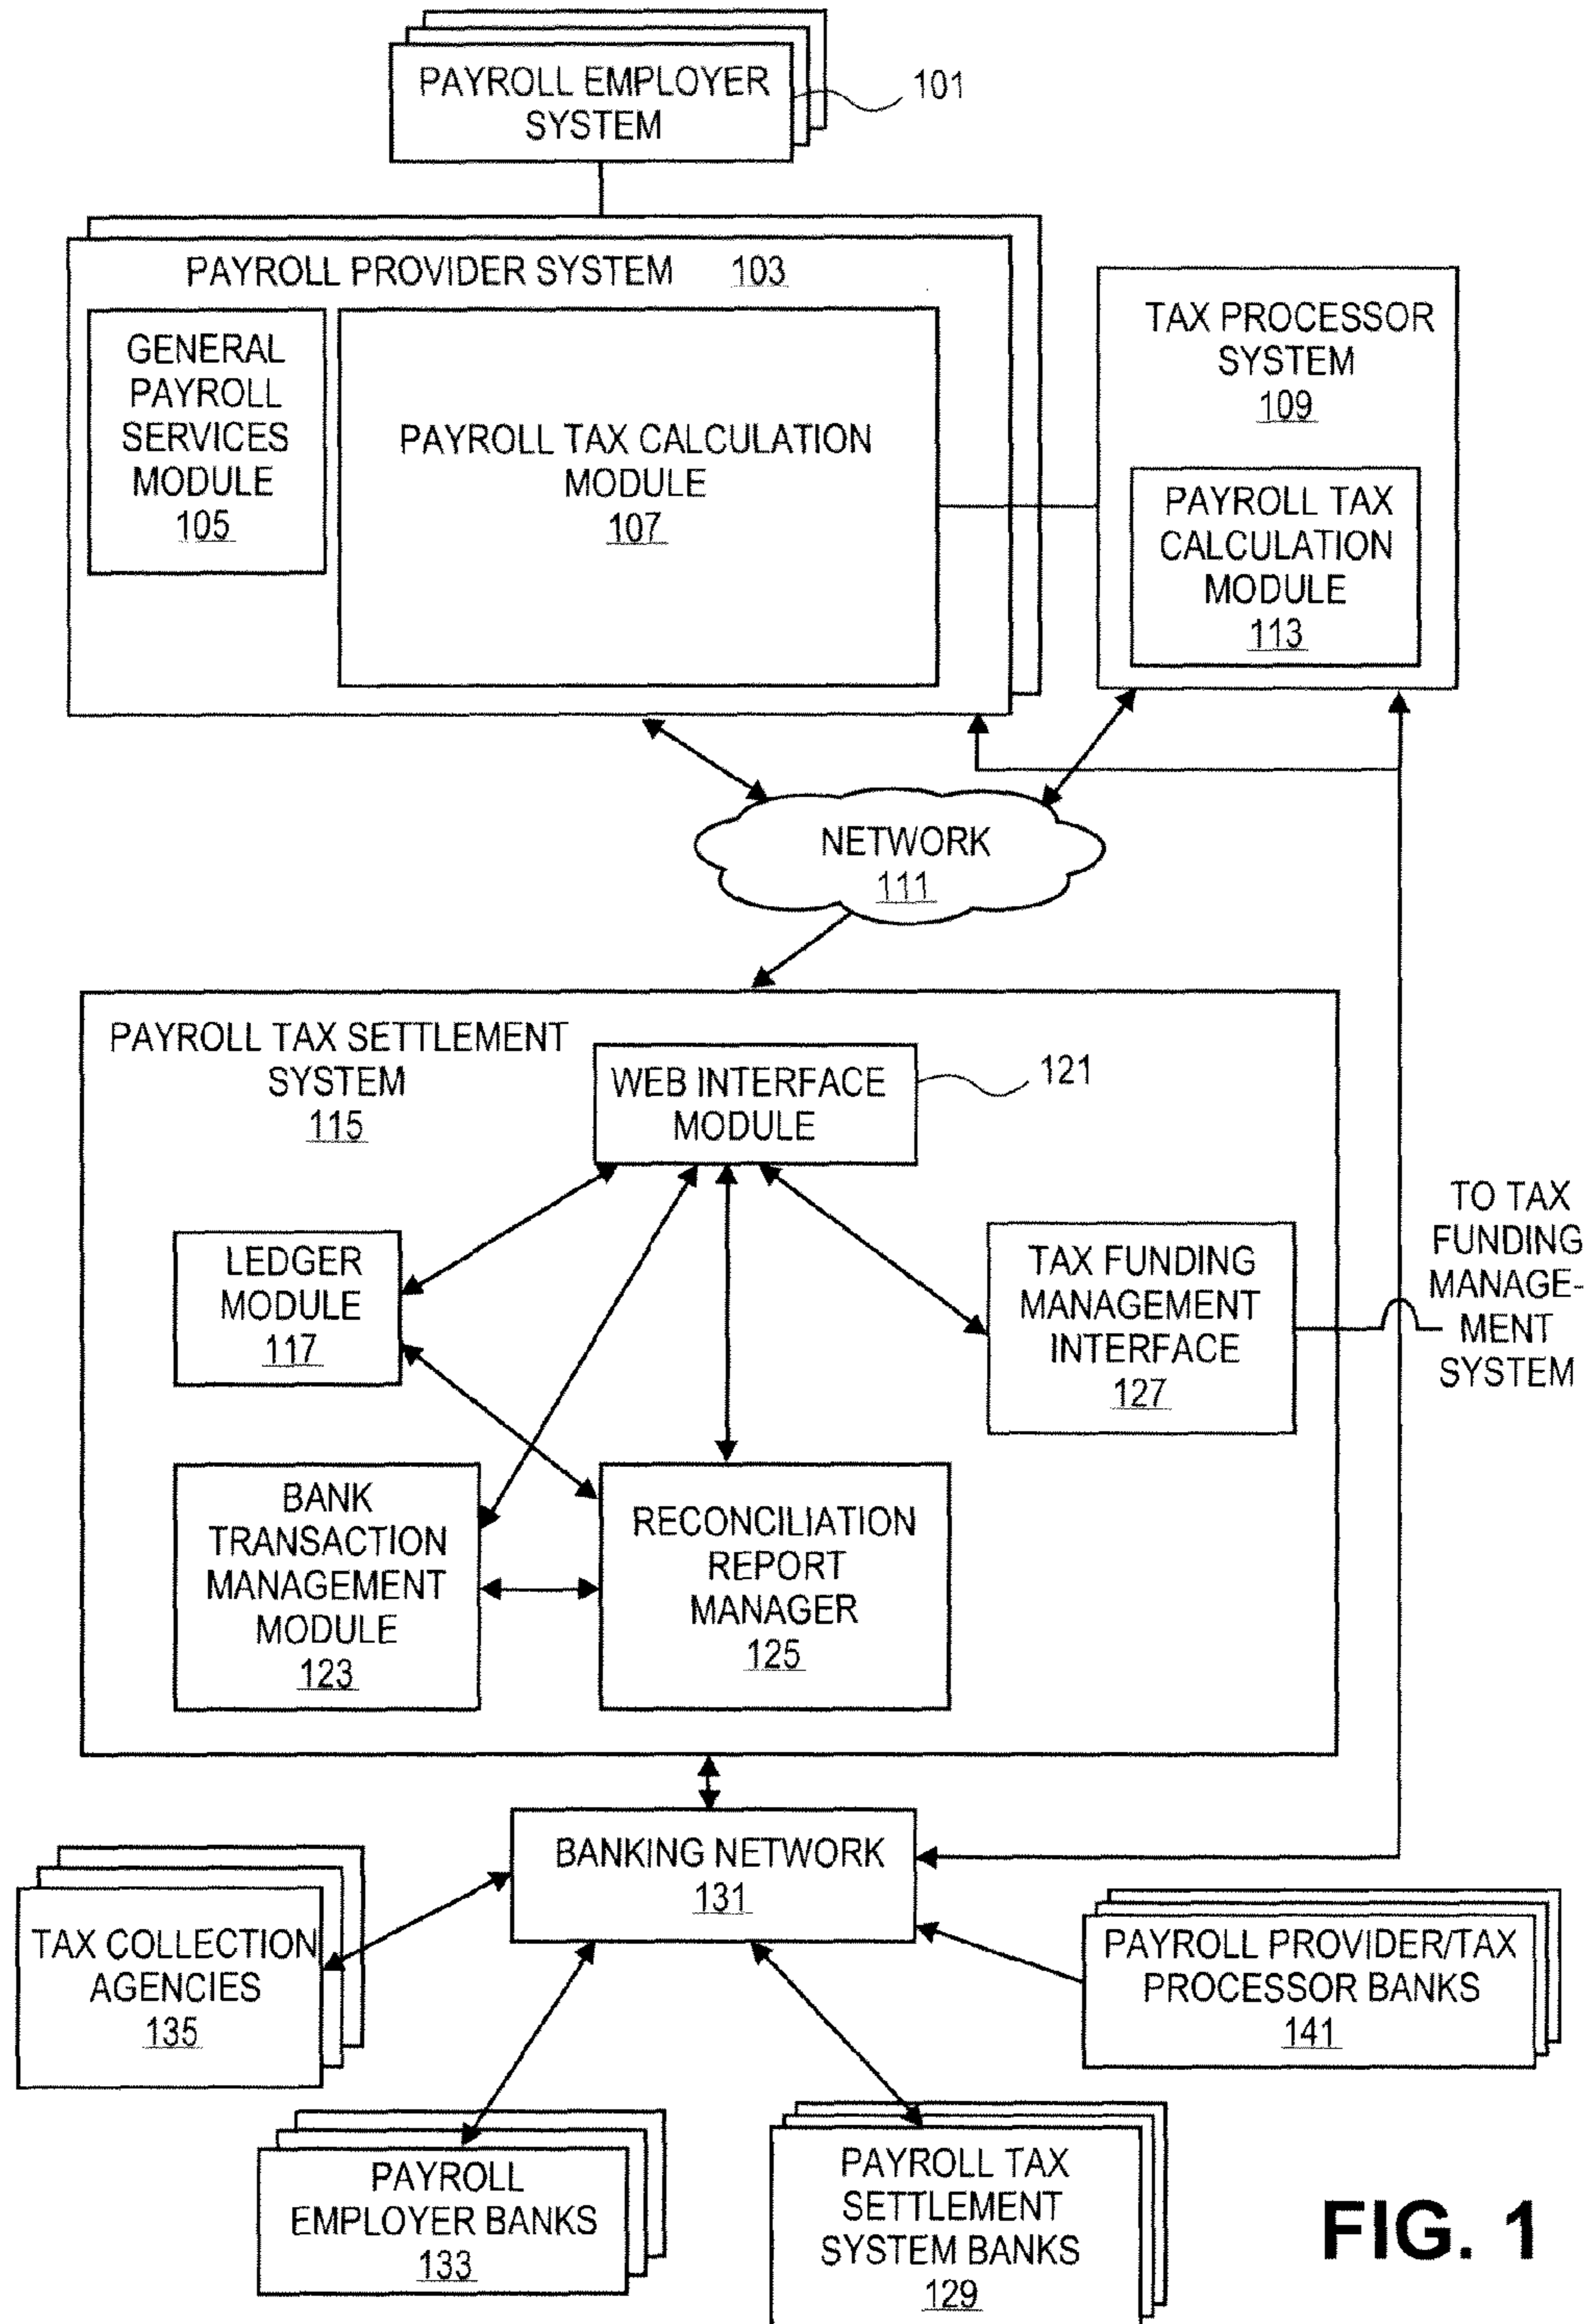 PAYROLL EMPLOYER
SYSTEM
101
PAYROLL PROVIDER SYSTEM 103
GENERAL
PAYROLL
SERVICES
MODULE
105
PAYROLL TAX CALCULATION
MODULE
107
TAX PROCESSOR
SYSTEM
109
PAYROLL TAX
CALCULATION
MODULE
113
NETWORK
111
PAYROLL TAX SETTLEMENT
SYSTEM
115
WEB INTERFACE
MODULE
121
LEDGER
MODULE
117
TAX FUNDING
MANAGEMENT
INTERFACE
127
TO TAX
FUNDING
MANAGE-
MENT
SYSTEM
BANK
TRANSACTION
MANAGEMENT
MODULE
123
RECONCILIATION
REPORT
MANAGER
125
BANKING NETWORK
131
TAX COLLECTION
AGENCIES
135
PAYROLL PROVIDER/TAX
PROCESSOR BANKS
141
PAYROLL
EMPLOYER BANKS
133
PAYROLL TAX
SETTLEMENT
SYSTEM BANKS
129
FIG. 1